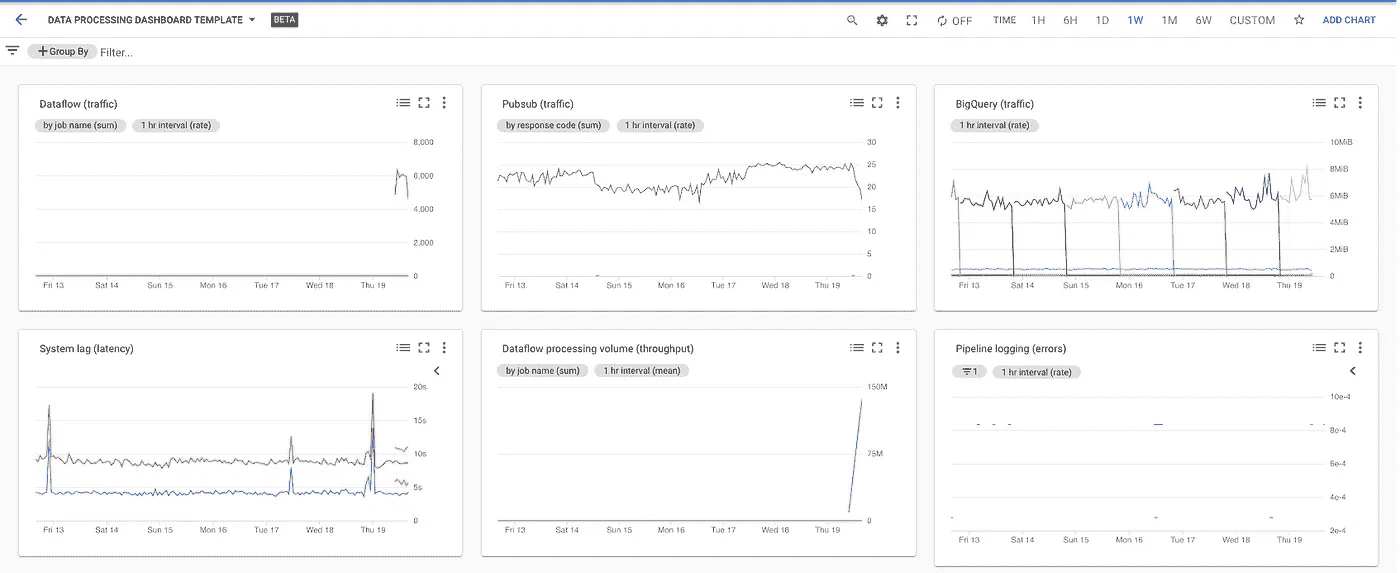 DATA PROCESSING DASHBOARD TEMPLATE BETA OFF TIME 1H 6H 1D 1W 1M 6W CUSTOM ADD CHART
+ Group By Filter...
Dataflow (traffic)
by job name (sum) 1 hr interval (rate)
8,000
6,000
4,000
2,000
0
Fri 13 Sat 14 Sun 15 Mon 16 Tue 17 Wed 18 Thu 19
Pubsub (traffic)
by response code (sum) 1 hr interval (rate)
30
25
20
15
10
5
0
Fri 13 Sat 14 Sun 15 Mon 16 Tue 17 Wed 18 Thu 19
BigQuery (traffic)
1 hr interval (rate)
10MiB
8MiB
6MiB
4MiB
2MiB
0
Fri 13 Sat 14 Sun 15 Mon 16 Tue 17 Wed 18 Thu 19
System lag (latency)
20s
15s
10s
5s
0
Fri 13 Sat 14 Sun 15 Mon 16 Tue 17 Wed 18 Thu 19
Dataflow processing volume (throughput)
by job name (sum) 1 hr interval (mean)
150M
75M
0
Fri 13 Sat 14 Sun 15 Mon 16 Tue 17 Wed 18 Thu 19
Pipeline logging (errors)
1 1 hr interval (rate)
10e-4
8e-4
6e-4
4e-4
2e-4
Fri 13 Sat 14 Sun 15 Mon 16 Tue 17 Wed 18 Thu 19